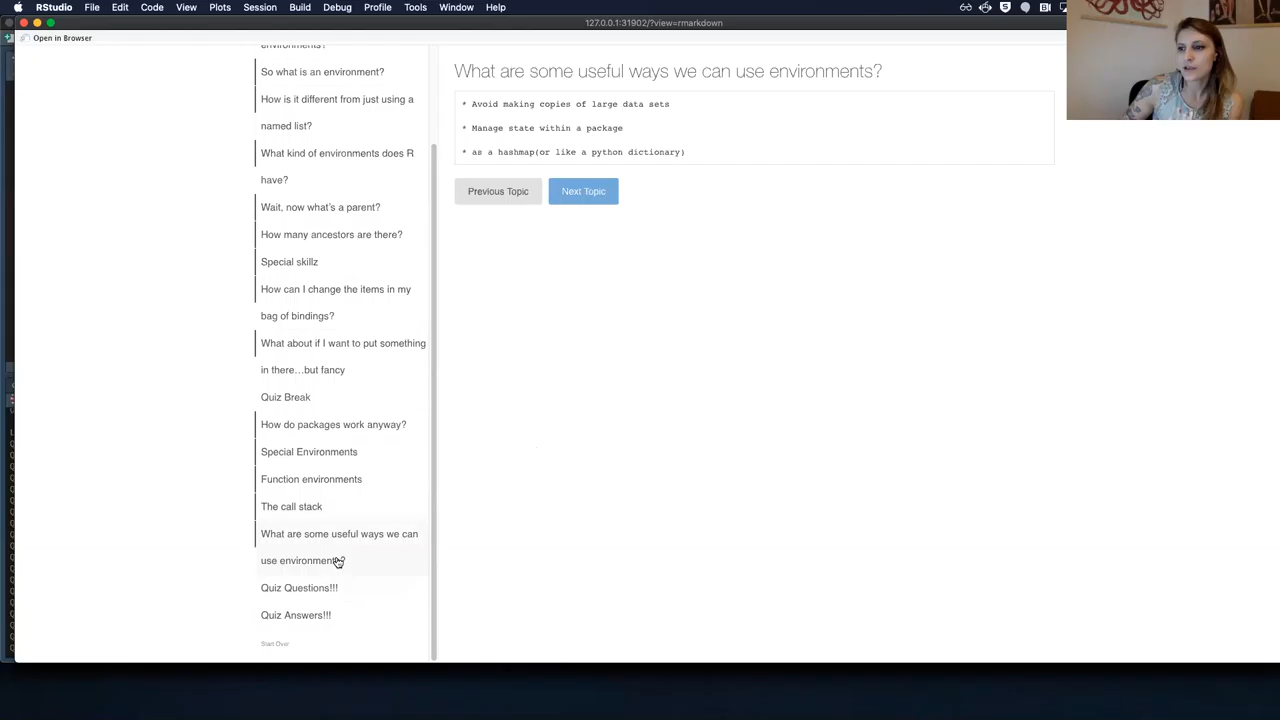 RStudio File Edit Code View Plots Session Build Debug Profile Tools Window Help
127.0.0.1:31902/?view=rmarkdown
Open in Browser
environments?
So what is an environment?
How is it different from just using a
named list?
What kind of environments does R
have?
Wait, now what's a parent?
How many ancestors are there?
Special skillz
How can I change the items in my
bag of bindings?
What about if I want to put something
in there…but fancy
Quiz Break
How do packages work anyway?
Special Environments
Function environments
The call stack
What are some useful ways we can
use environments?
Quiz Questions!!!
Quiz Answers!!!
Start Over
What are some useful ways we can use environments?
* Avoid making copies of large data sets
* Manage state within a package
* as a hashmap(or like a python dictionary)
Previous Topic Next Topic